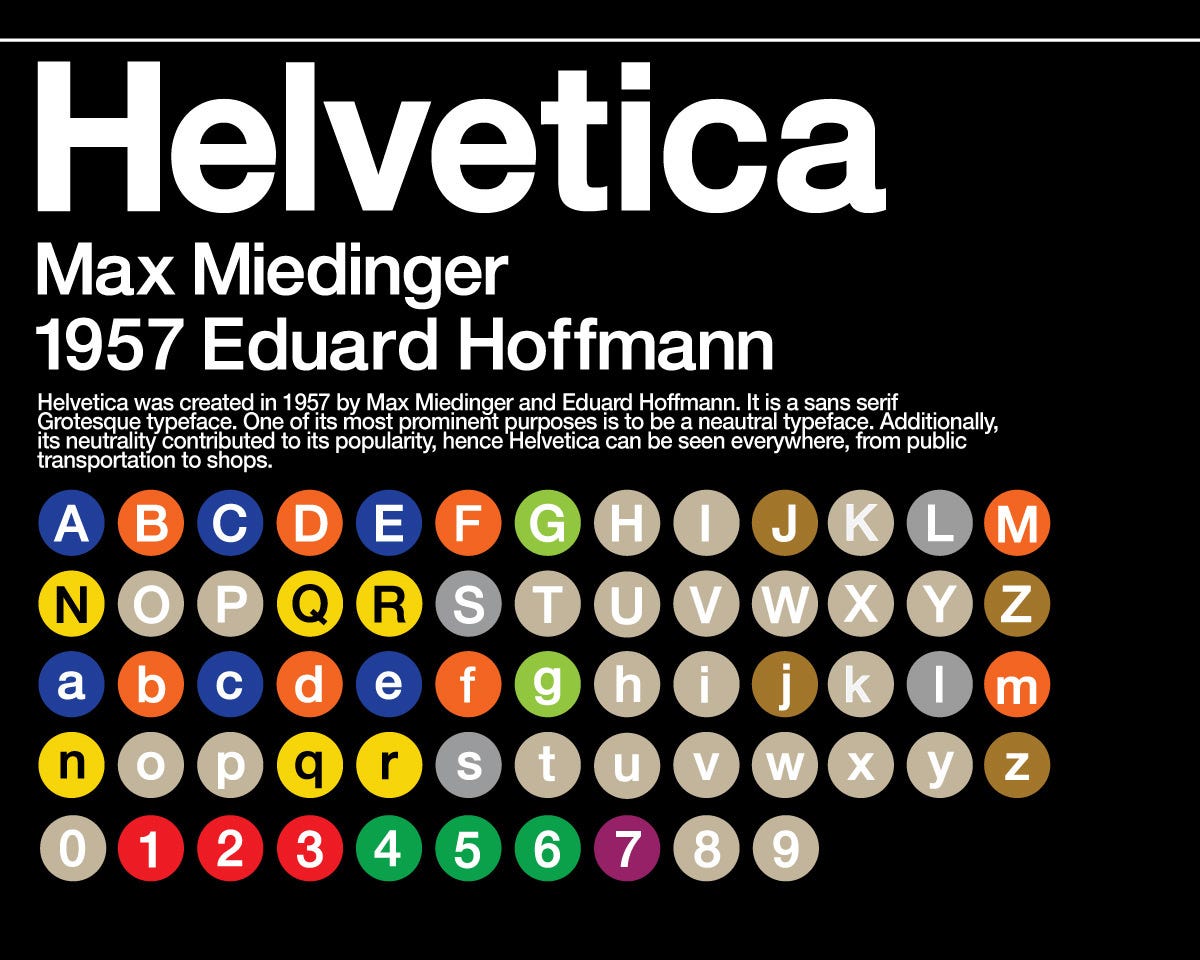 Helvetica
Max Miedinger
1957 Eduard Hoffmann
Helvetica was created in 1957 by Max Miedinger and Eduard Hoffmann. It is a sans serif
Grotesque typeface. One of its most prominent purposes is to be a neautral typeface. Additionally,
its neutrality contributed to its popularity, hence Helvetica can be seen everywhere, from public
transportation to shops.
A B C D E F G H I J K L M
N O P Q R S T U V W X Y Z
a b c d e f g h i j k l m
n o p q r s t u v w x y z
0 1 2 3 4 5 6 7 8 9